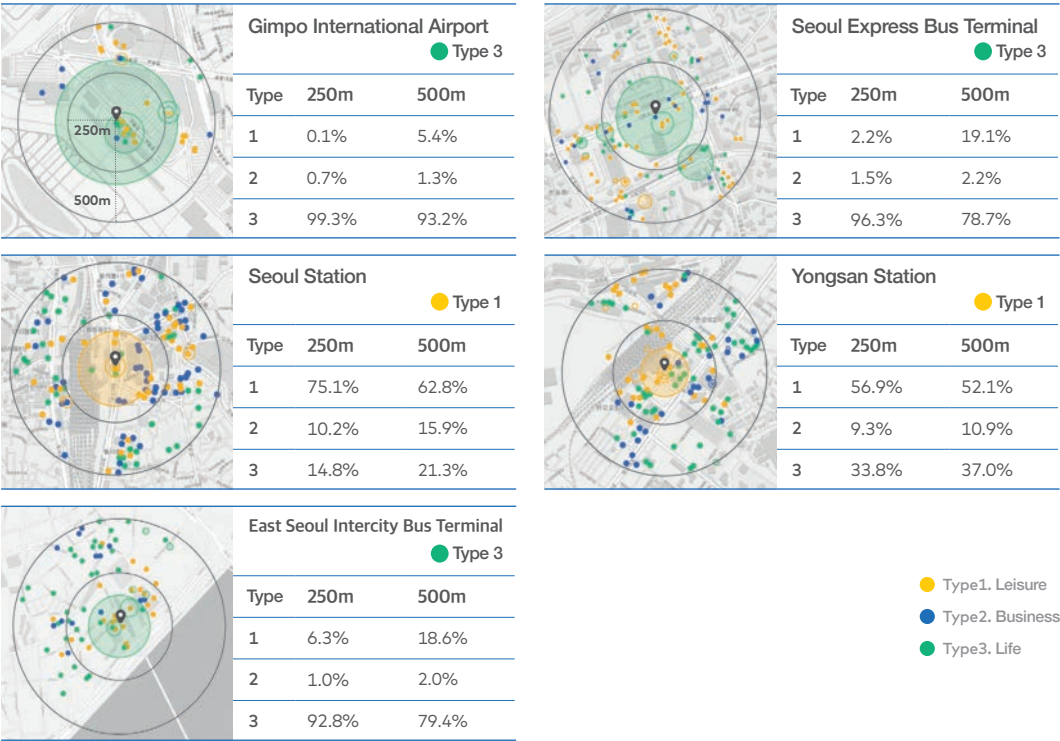 Gimpo International Airport
Type 3
Type 250m 500m
1 0.1% 5.4%
2 0.7% 1.3%
3 99.3% 93.2%
250m
500m
Seoul Express Bus Terminal
Type 3
Type 250m 500m
1 2.2% 19.1%
2 1.5% 2.2%
3 96.3% 78.7%
Seoul Station
Type 1
Type 250m 500m
1 75.1% 62.8%
2 10.2% 15.9%
3 14.8% 21.3%
Yongsan Station
Type 1
Type 250m 500m
1 56.9% 52.1%
2 9.3% 10.9%
3 33.8% 37.0%
East Seoul Intercity Bus Terminal
Type 3
Type 250m 500m
1 6.3% 18.6%
2 1.0% 2.0%
3 92.8% 79.4%
Type1. Leisure
Type2. Business
Type3. Life